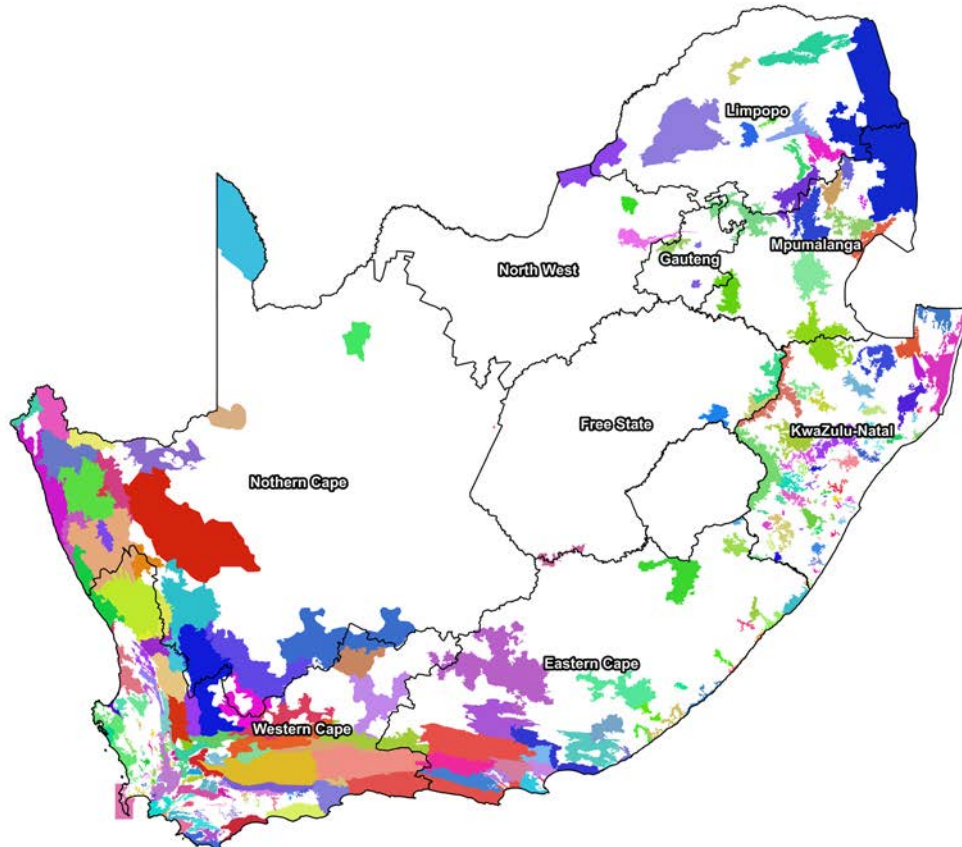 Limpopo
Mpumalanga
Gauteng
North West
Free State
KwaZulu-Natal
Nothern Cape
Eastern Cape
Western Cape